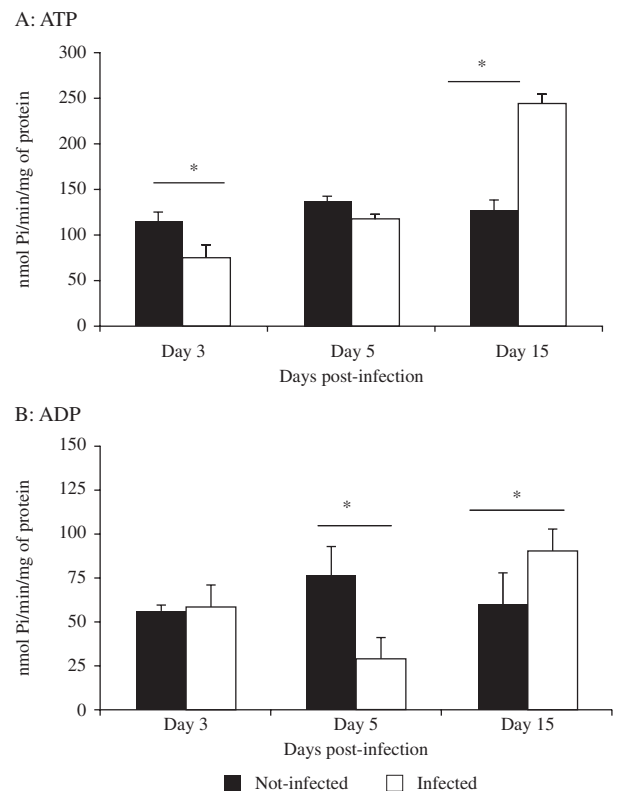 A: ATP
300
250
200
150
100
50
0
nmol Pi/min/mg of protein
*
*
Day 3 Day 5 Day 15
Days post-infection
B: ADP
150
125
100
75
50
25
0
nmol Pi/min/mg of protein
*
*
Day 3 Day 5 Day 15
Days post-infection
Not-infected Infected